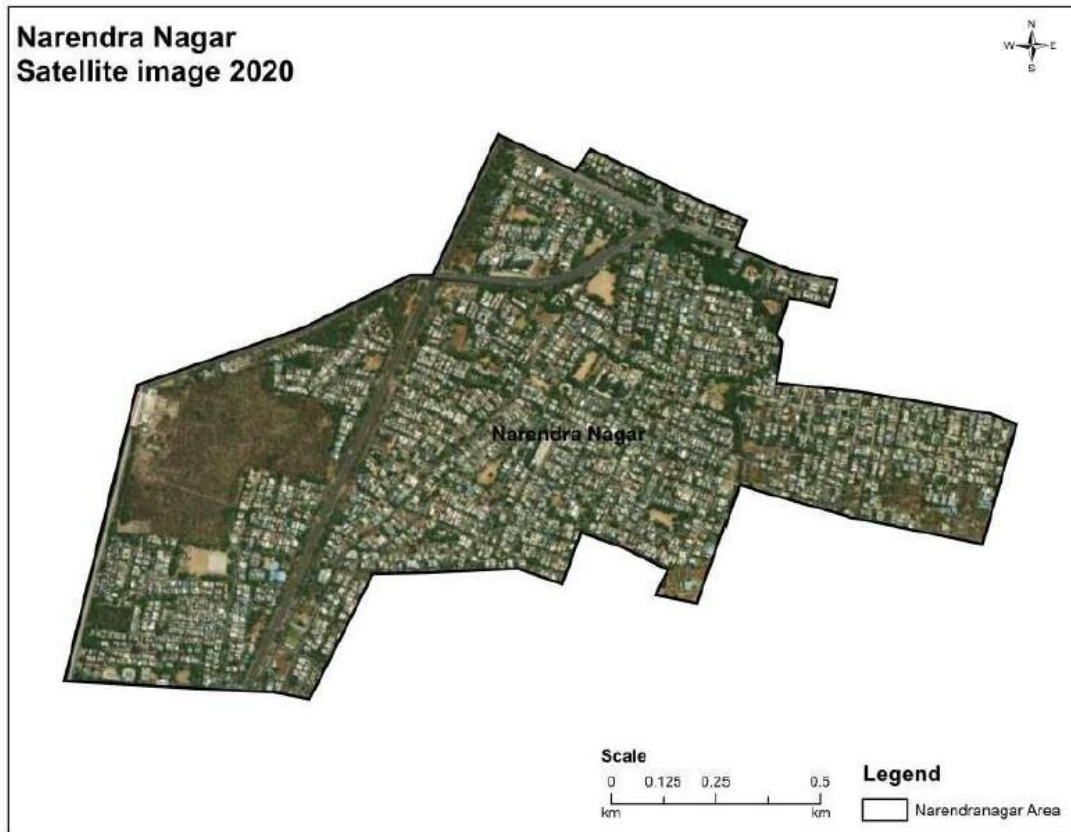 Narendra Nagar
Satellite image 2020
N
W E
S
Narendra Nagar
Scale
0 0.125 0.25 0.5
km km
Legend
Narendranagar Area